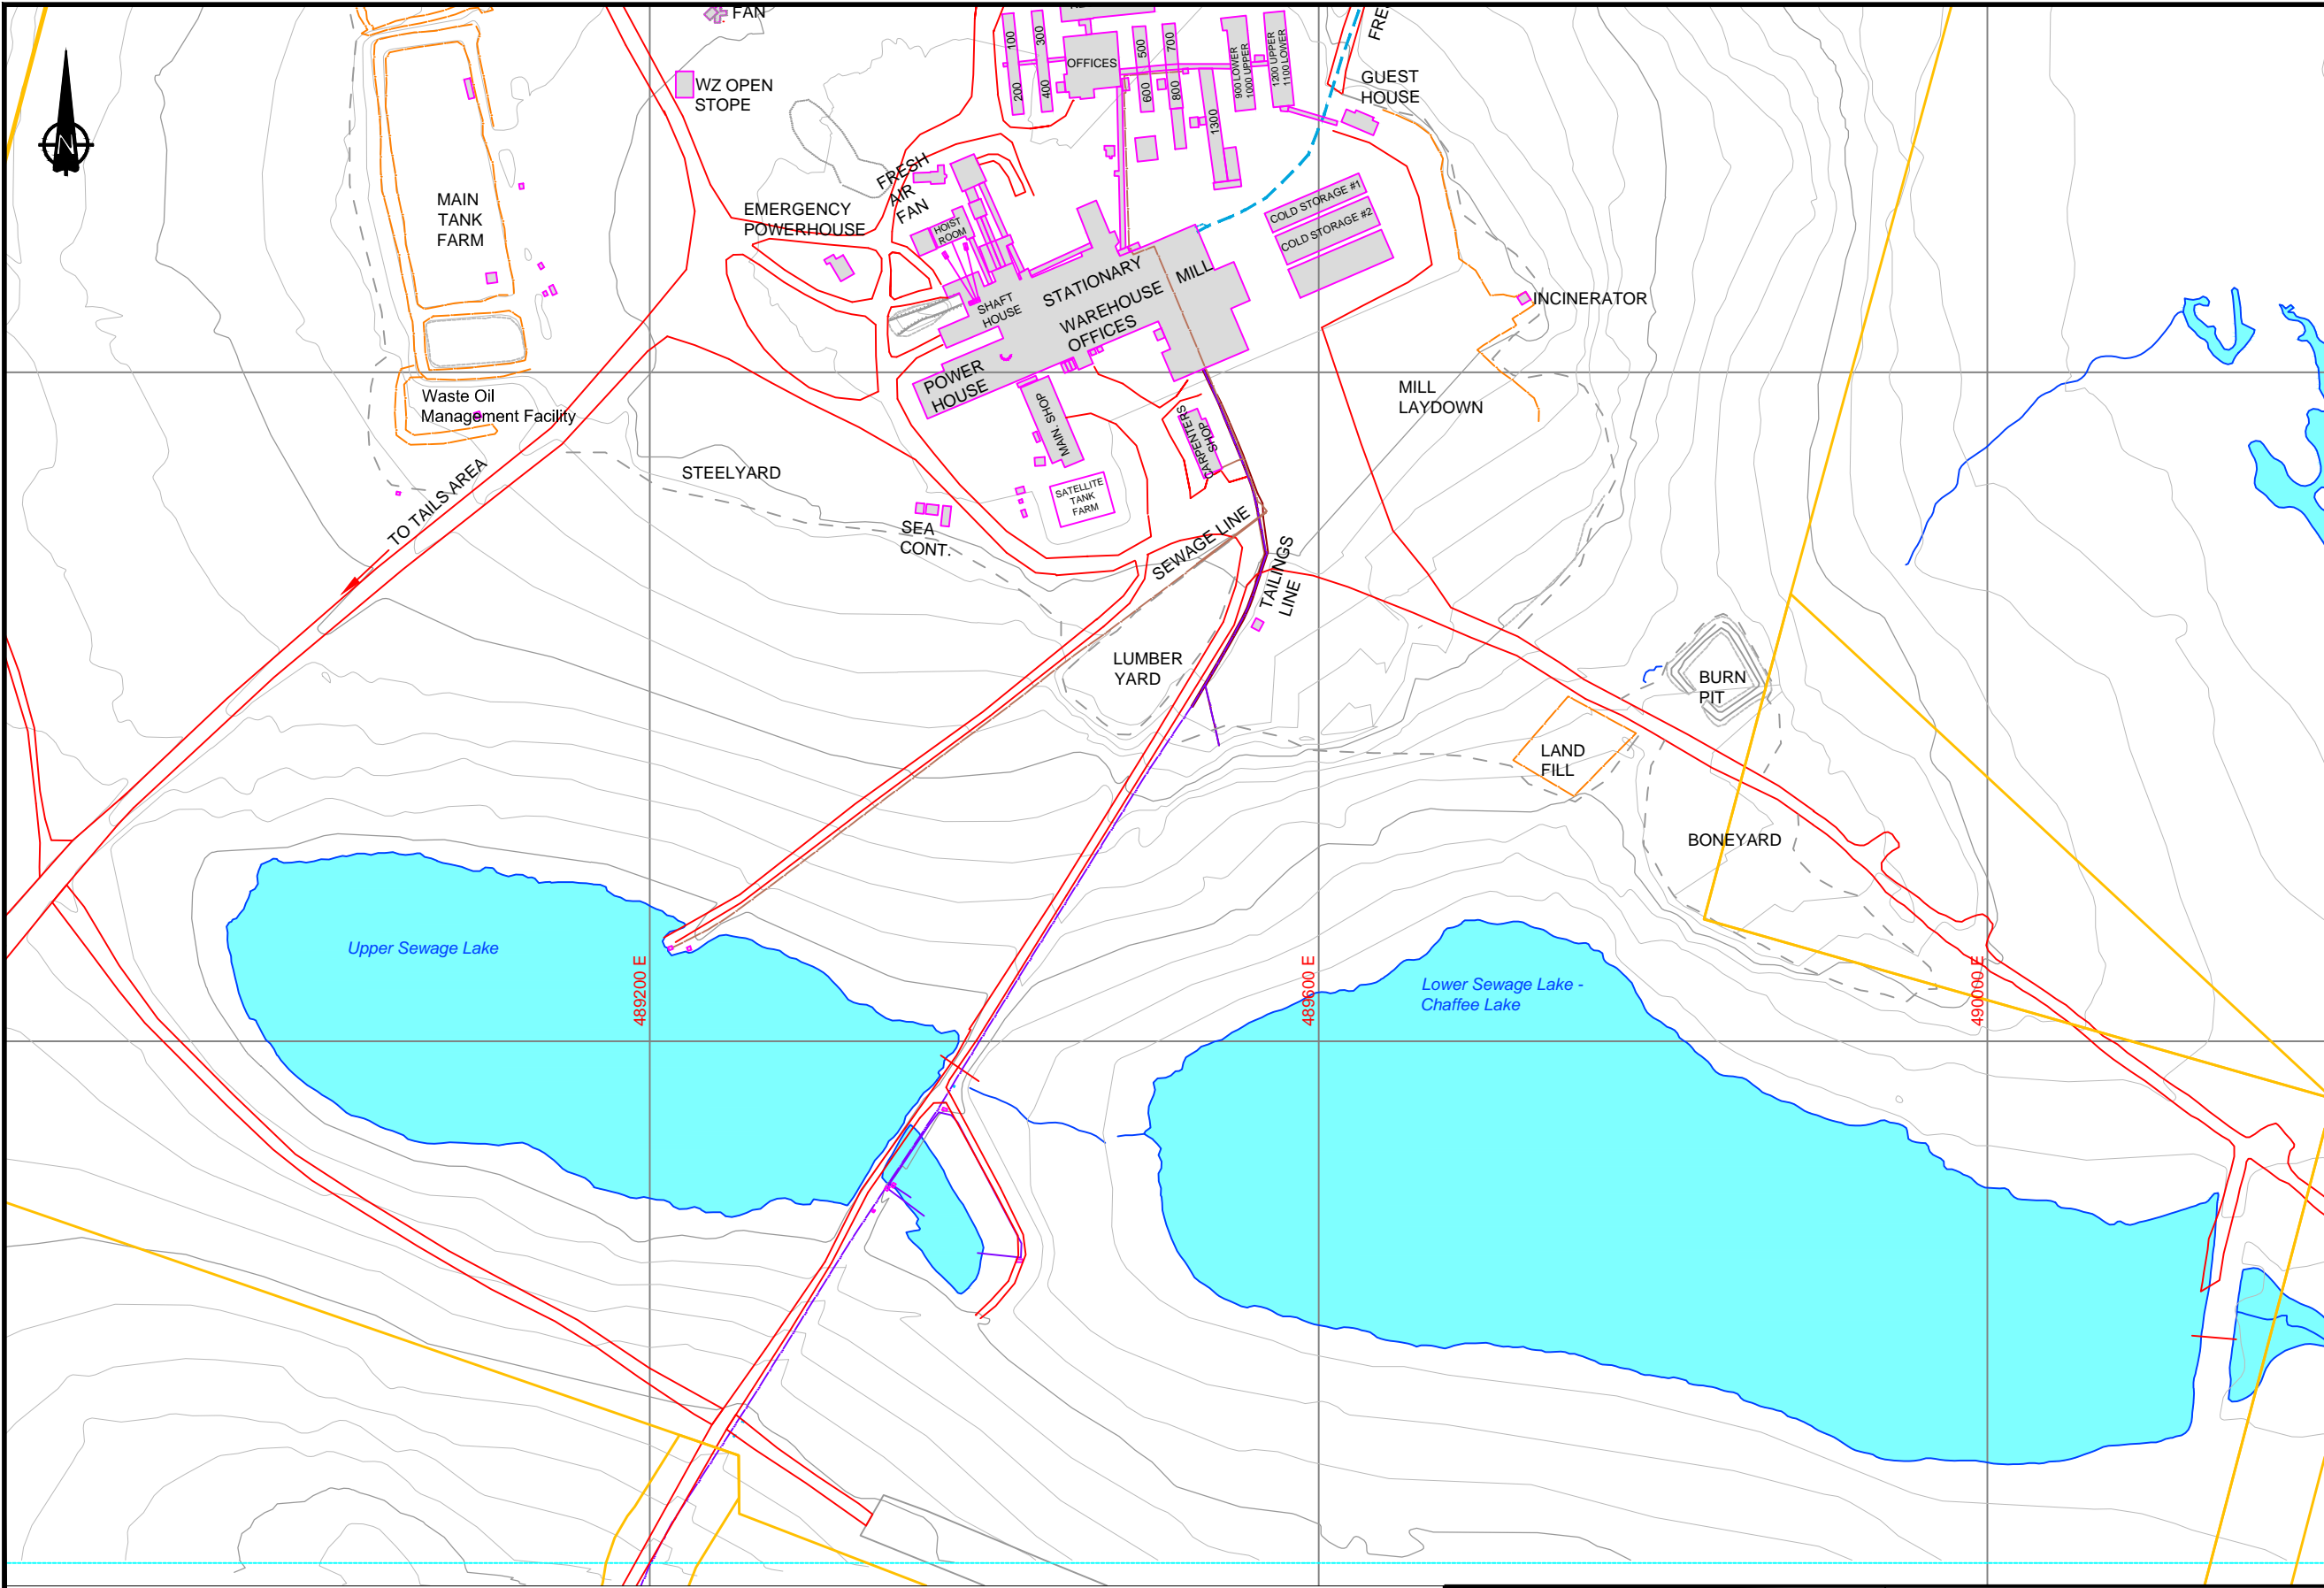 FAN
WZ OPEN
STOPE
N
100
200
300
400
OFFICES
500
600
700
800
900 LOWER
1000 UPPER
1200 UPPER
1100 LOWER
1300
GUEST
HOUSE
MAIN
TANK
FARM
FRESH
AIR
FAN
EMERGENCY
POWERHOUSE
HOIST
ROOM
COLD STORAGE #1
COLD STORAGE #2
STATIONARY
MILL
WAREHOUSE
OFFICES
SHAFT
HOUSE
INCINERATOR
POWER
HOUSE
MAIN. SHOP
CARPENTERS
SHOP
MILL
LAYDOWN
Waste Oil
Management Facility
STEELYARD
TO TAILS AREA
SATELLITE
TANK
FARM
SEA
CONT.
SEWAGE LINE
TAILINGS
LINE
LUMBER
YARD
BURN
PIT
LAND
FILL
BONEYARD
Upper Sewage Lake
489200 E
489600 E
Lower Sewage Lake -
Chaffee Lake
490000 E